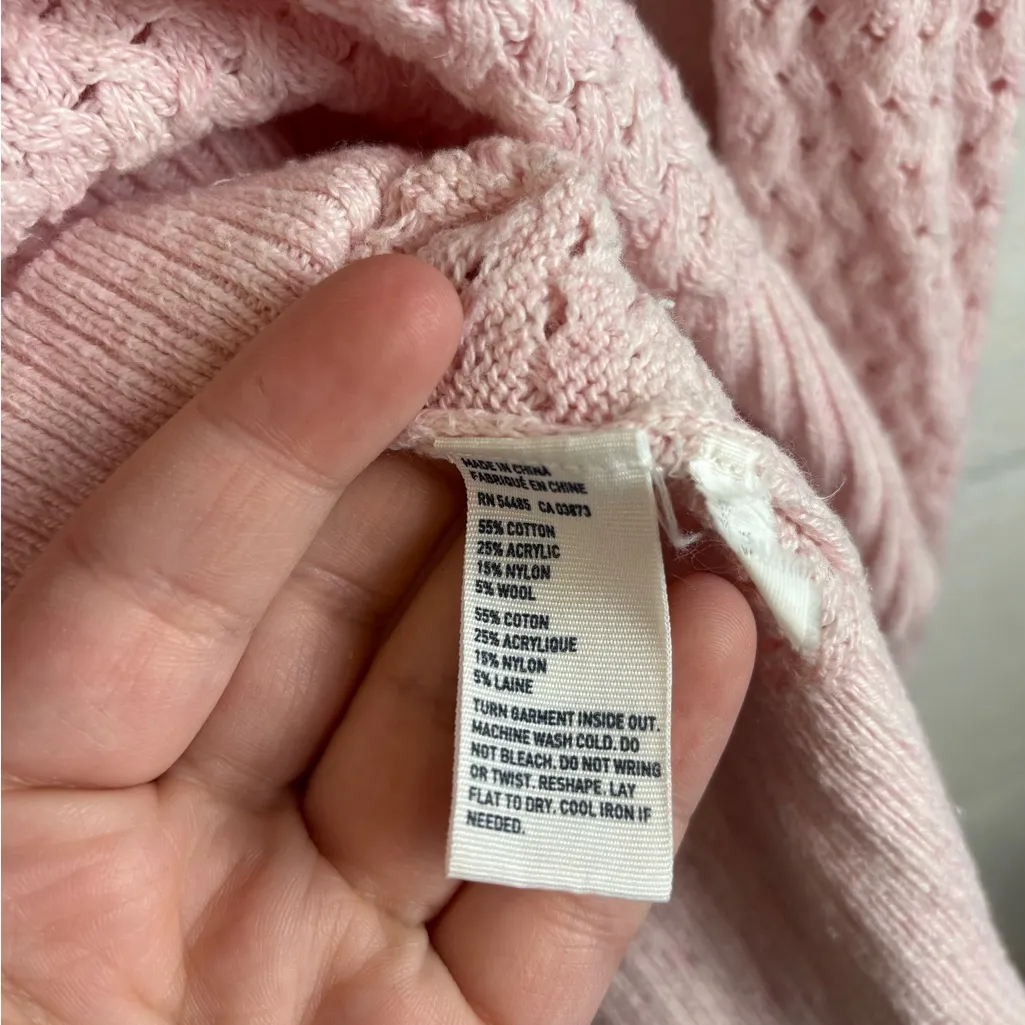 MADE IN CHINA
FABRIQUÉ EN CHINE
RN 54485 CA 03873
55% COTTON
25% ACRYLIC
15% NYLON
5% WOOL
55% COTON
25% ACRYLIQUE
15% NYLON
5% LAINE
TURN GARMENT INSIDE OUT.
MACHINE WASH COLD. DO
NOT BLEACH. DO NOT WRING
OR TWIST. RESHAPE. LAY
FLAT TO DRY. COOL IRON IF
NEEDED.